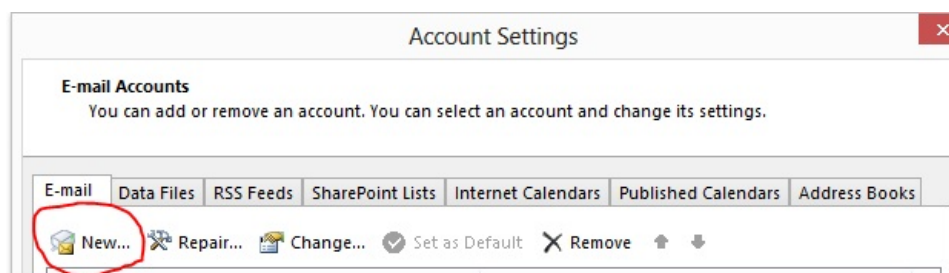 Account Settings
E-mail Accounts
You can add or remove an account. You can select an account and change its settings.
E-mail Data Files RSS Feeds SharePoint Lists Internet Calendars Published Calendars Address Books
New... Repair... Change... Set as Default Remove